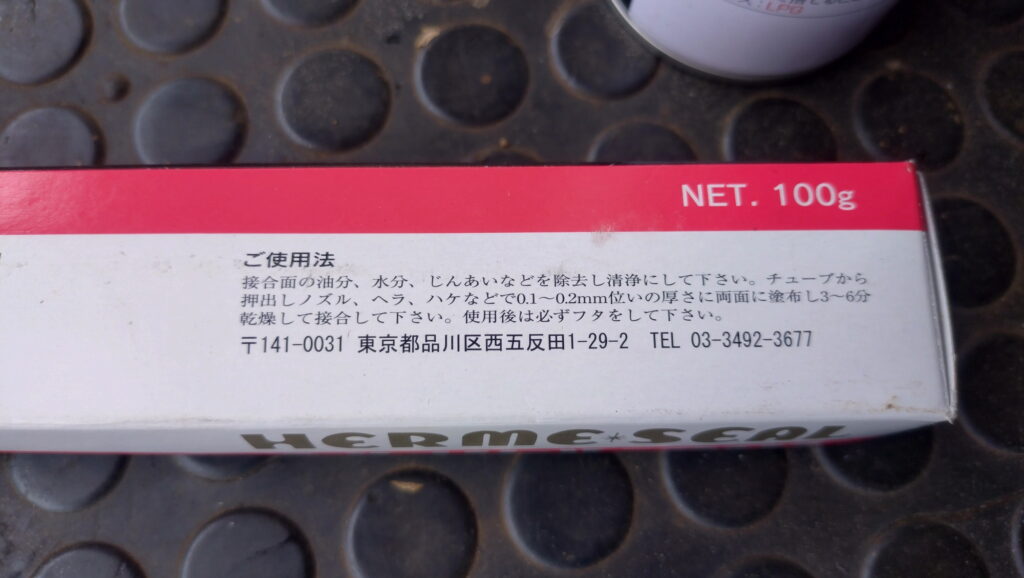 ス：LPG
NET. 100g
ご使用法
接合面の油分、水分、じんあいなどを除去し清浄にして下さい。チューブから
押出しノズル、ヘラ、ハケなどで0.1〜0.2mm位いの厚さに両面に塗布し3〜6分
乾燥して接合して下さい。使用後は必ずフタをして下さい。
〒141-0031 東京都品川区西五反田1-29-2 TEL 03-3492-3677
HERME*SEAL